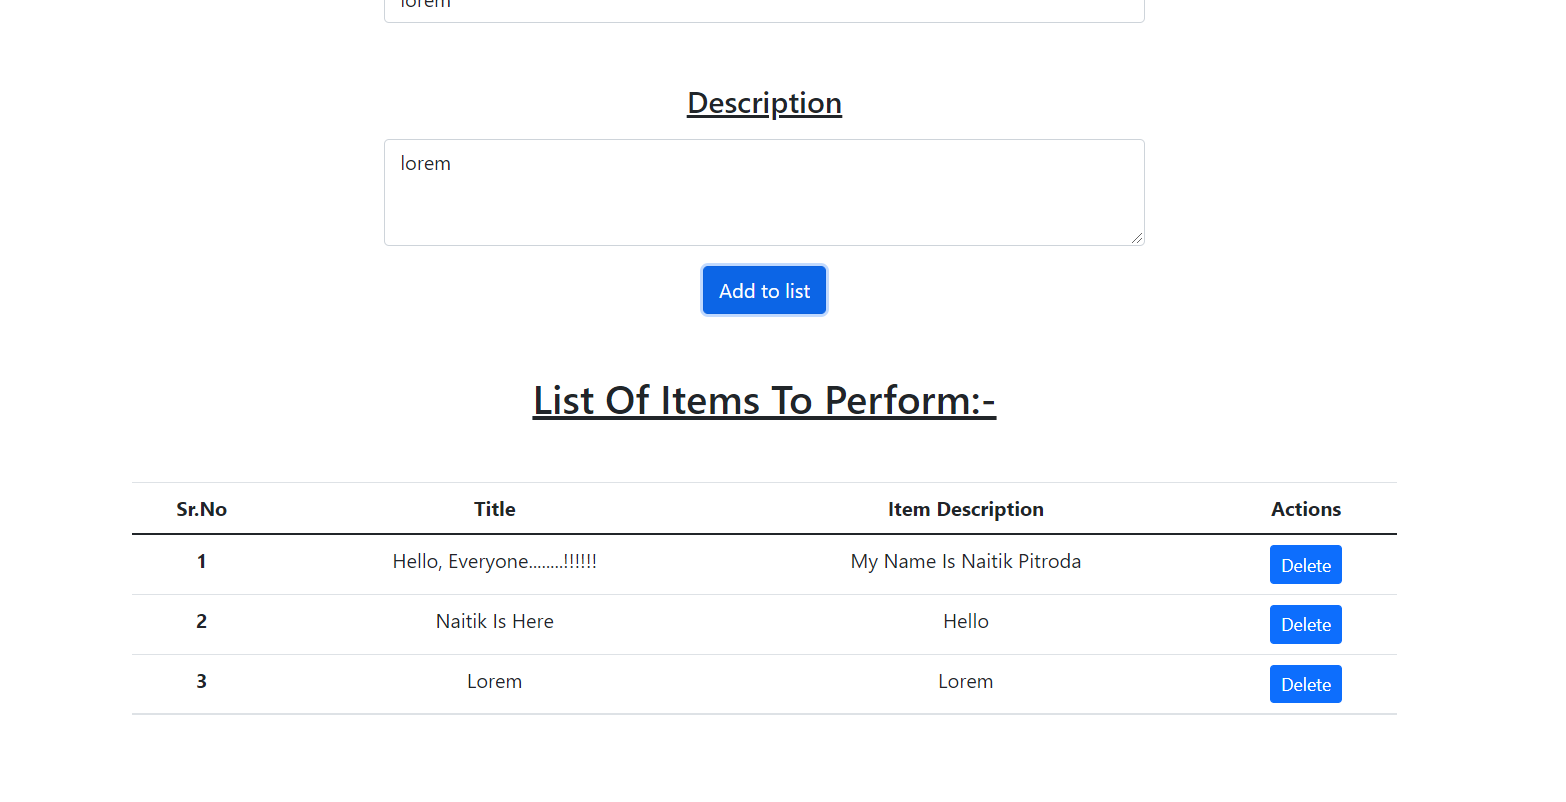 lorem
Description
lorem
Add to list
List Of Items To Perform:-
Sr.No Title Item Description Actions
1 Hello, Everyone........!!!!!! My Name Is Naitik Pitroda Delete
2 Naitik Is Here Hello Delete
3 Lorem Lorem Delete